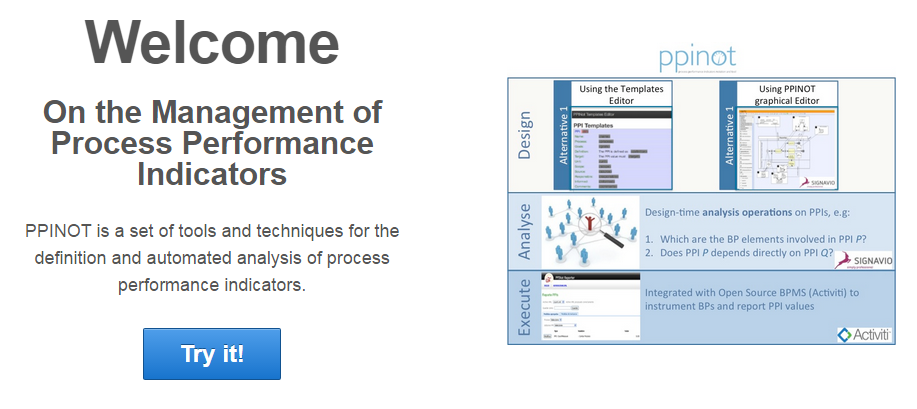 Welcome
On the Management of
Process Performance
Indicators
PPINOT is a set of tools and techniques for the
definition and automated analysis of process
performance indicators.
Try it!
ppinot
Design
Alternative 1
Using the Templates
Editor
PPINOT Templates Editor
PPI Templates
Alternative 1
Using PPINOT
graphical Editor
SIGNAVIO
Analyse
Design-time analysis operations on PPIs, e.g:
1. Which are the BP elements involved in PPI P?
2. Does PPI P depends directly on PPI Q?
SIGNAVIO
Execute
Integrated with Open Source BPMS (Activiti) to
instrument BPs and report PPI values
Activiti